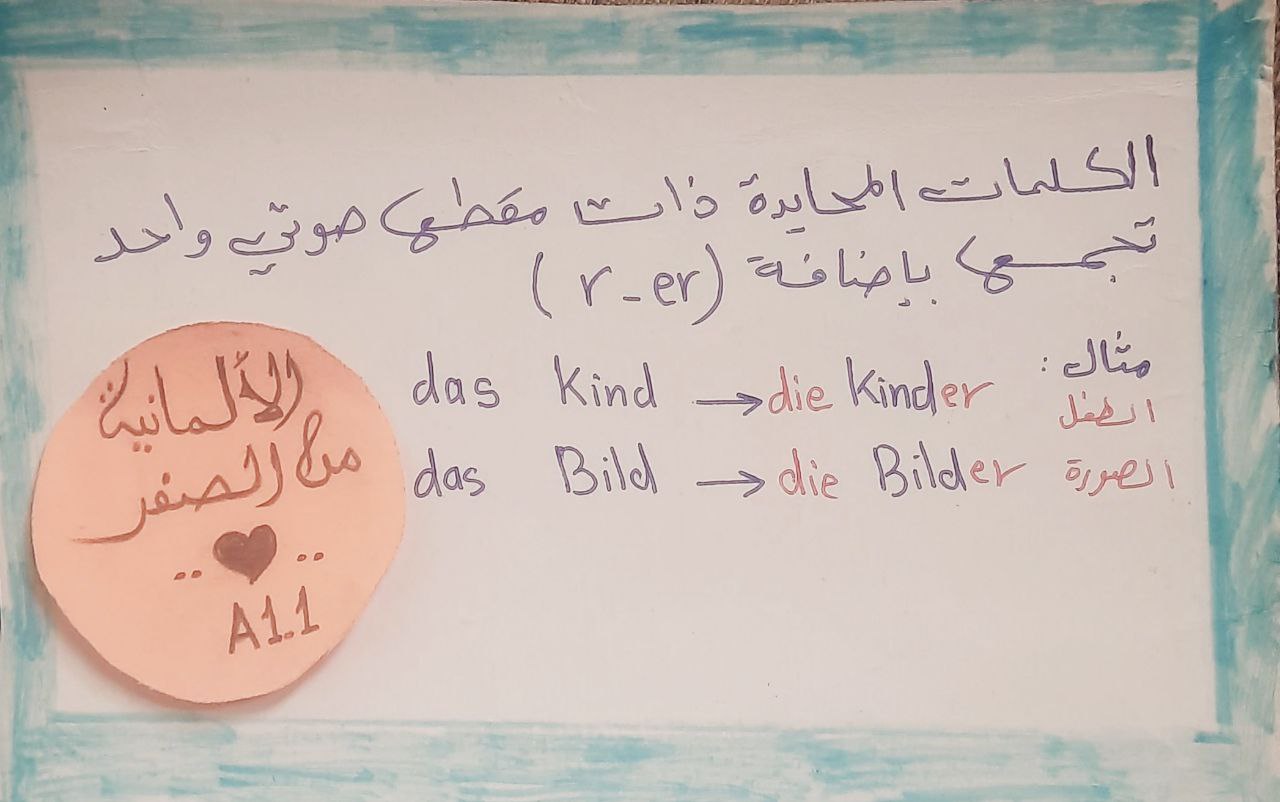 الكلمات المحايدة ذات مقطع صوتي واحد
تجمع بإضافة (r-er)
مثال:
das Kind → die Kinder الطفل
das Bild → die Bilder الصورة
الألمانية
من الصفر
..♥..
A1.1